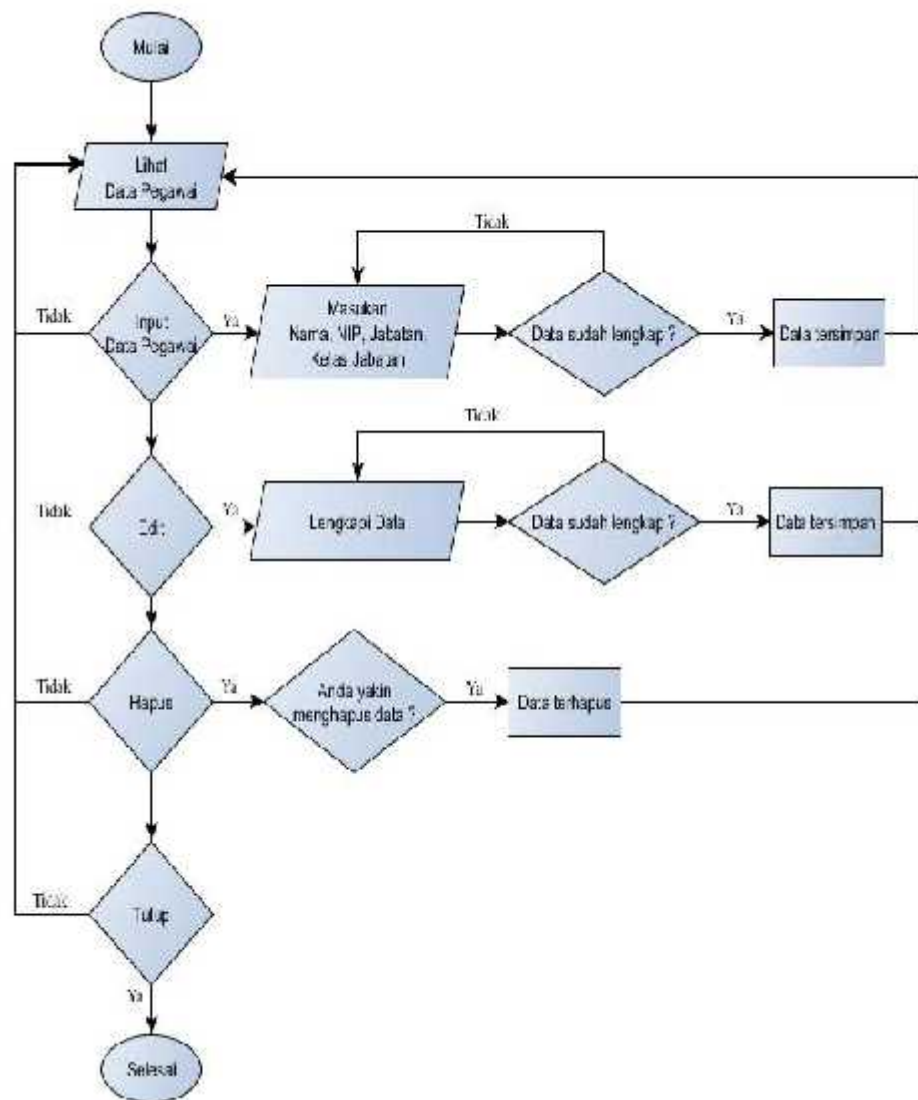 Mulai
Lihat
Data Pegawai
Tidak
Tidak
Input
Data Pegawai
Ya
Masukan
Nama, NIP, Jabatan,
Kelas Jabatan
Data sudah lengkap ?
Ya
Data tersimpan
Tidak
Tidak
Edit
Ya
Lengkapi Data
Data sudah lengkap ?
Ya
Data tersimpan
Tidak
Hapus
Ya
Anda yakin
menghapus data ?
Ya
Data terhapus
Tidak
Tutup
Ya
Selesai